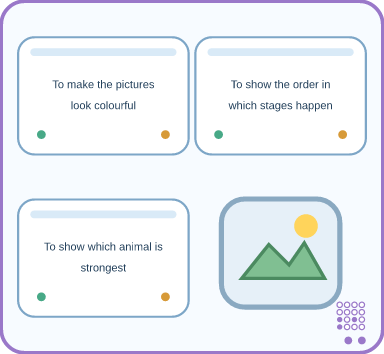 To make the pictures
look colourful
To show the order in
which stages happen
To show which animal is
strongest